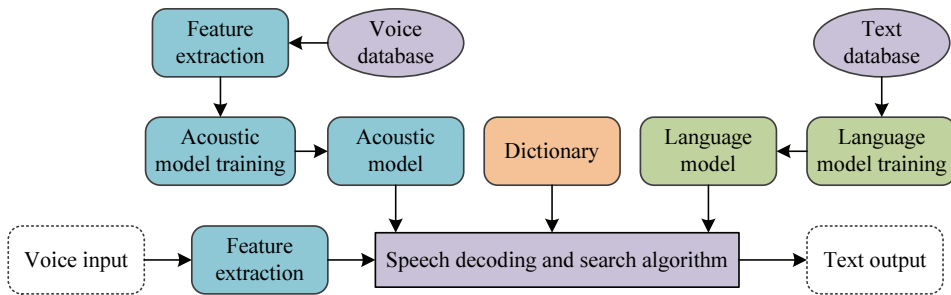 Feature
extraction
Voice
database
Text
database
Acoustic
model training
Acoustic
model
Dictionary
Language
model
Language
model training
Voice input
Feature
extraction
Speech decoding and search algorithm
Text output